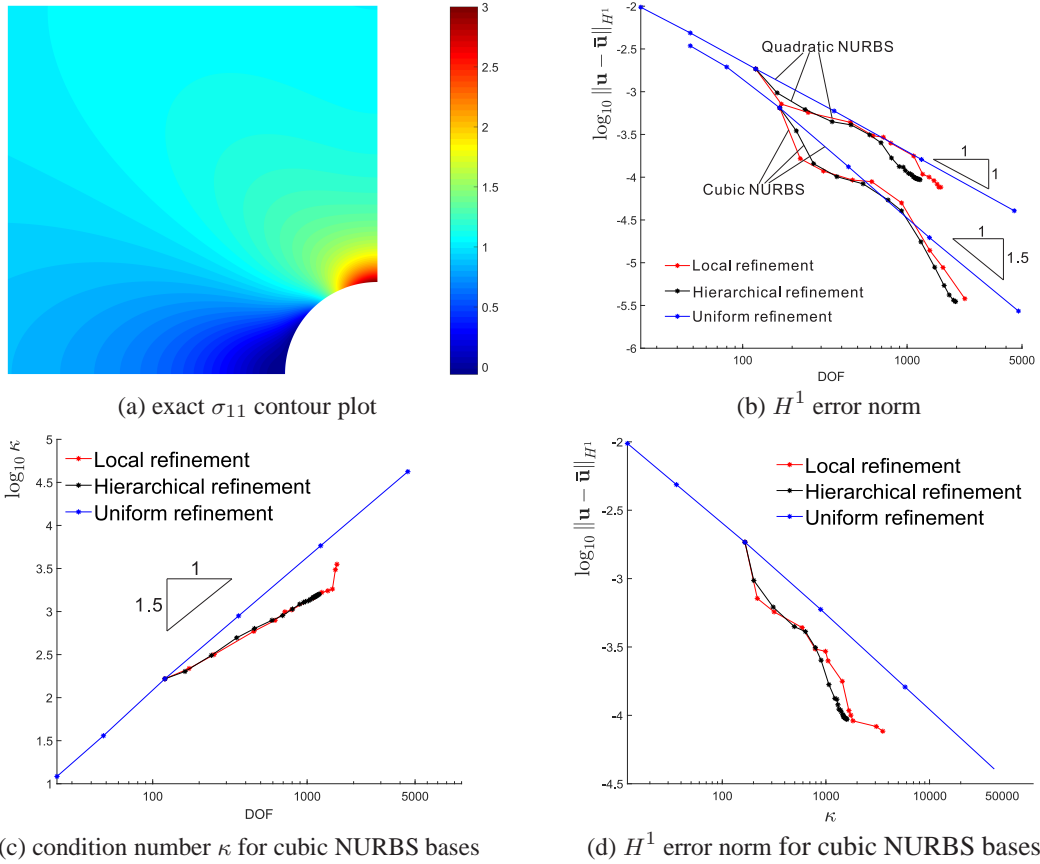 3
2.5
2
1.5
1
0.5
0
(a) exact σ₁₁ contour plot
log₁₀ ||u − ū||_H¹
-2
-2.5
-3
-3.5
-4
-4.5
-5
-5.5
-6
Quadratic NURBS
Cubic NURBS
1
1
1
1.5
Local refinement
Hierarchical refinement
Uniform refinement
100
1000
5000
DOF
(b) H¹ error norm
log₁₀ κ
5
4.5
4
3.5
3
2.5
2
1.5
1
Local refinement
Hierarchical refinement
Uniform refinement
1
1.5
100
1000
5000
DOF
(c) condition number κ for cubic NURBS bases
log₁₀ ||u − ū||_H¹
-2
-2.5
-3
-3.5
-4
-4.5
Local refinement
Hierarchical refinement
Uniform refinement
100
1000
10000
50000
κ
(d) H¹ error norm for cubic NURBS bases